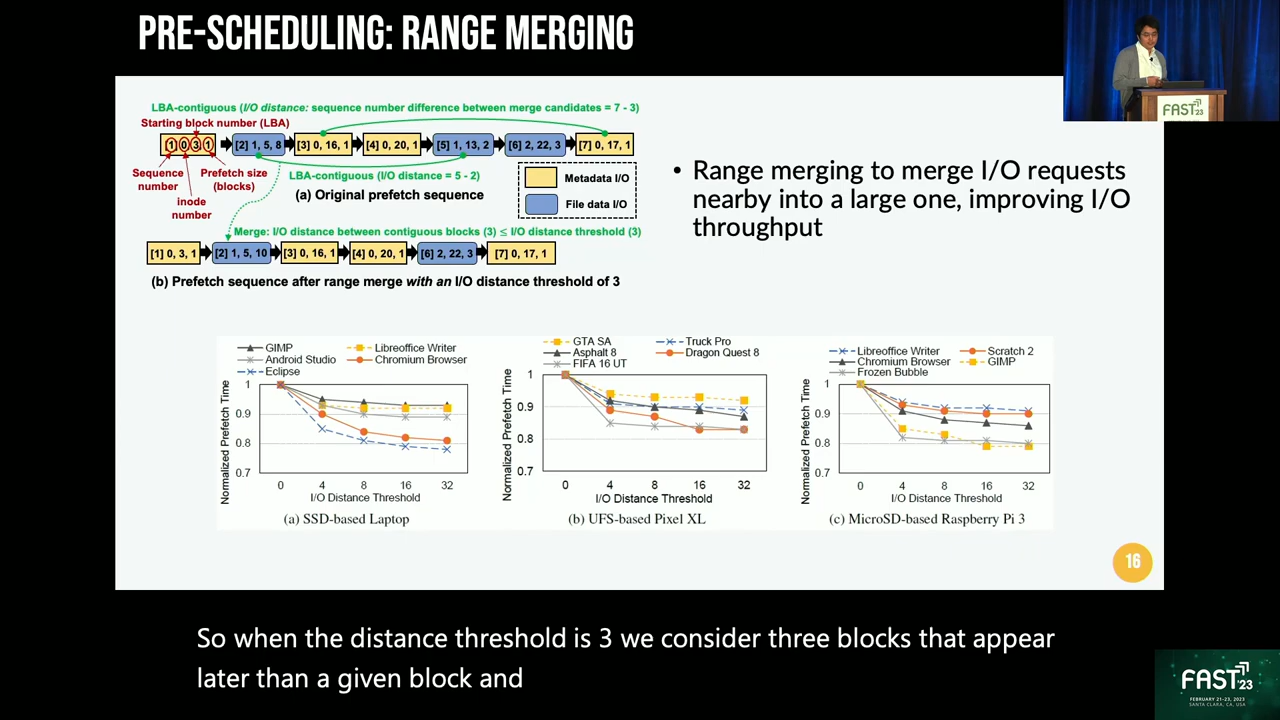 PRE-SCHEDULING: RANGE MERGING
FAST'23
LBA-contiguous (I/O distance: sequence number difference between merge candidates = 7 - 3)
Starting block number (LBA)
[1] 0 3 1
[2] 1, 5, 8
[3] 0, 16, 1
[4] 0, 20, 1
[5] 1, 13, 2
[6] 2, 22, 3
[7] 0, 17, 1
Sequence number
inode number
Prefetch size (blocks)
LBA-contiguous (I/O distance = 5 - 2)
(a) Original prefetch sequence
Metadata I/O
File data I/O
Merge: I/O distance between contiguous blocks (3) ≤ I/O distance threshold (3)
[1] 0, 3, 1
[2] 1, 5, 10
[3] 0, 16, 1
[4] 0, 20, 1
[6] 2, 22, 3
[7] 0, 17, 1
(b) Prefetch sequence after range merge with an I/O distance threshold of 3
• Range merging to merge I/O requests
nearby into a large one, improving I/O
throughput
GIMP
Libreoffice Writer
Android Studio
Chromium Browser
Eclipse
Normalized Prefetch Time
1
0.9
0.8
0.7
0 4 8 16 32
I/O Distance Threshold
(a) SSD-based Laptop
GTA SA
Truck Pro
Asphalt 8
Dragon Quest 8
FIFA 16 UT
Normalized Prefetch Time
1
0.9
0.8
0.7
0 4 8 16 32
I/O Distance Threshold
(b) UFS-based Pixel XL
Libreoffice Writer
Scratch 2
Chromium Browser
GIMP
Frozen Bubble
Normalized Prefetch Time
1
0.9
0.8
0.7
0 4 8 16 32
I/O Distance Threshold
(c) MicroSD-based Raspberry Pi 3
16
So when the distance threshold is 3 we consider three blocks that appear
later than a given block and
FAST'23
FEBRUARY 21–23, 2023
SANTA CLARA, CA, USA